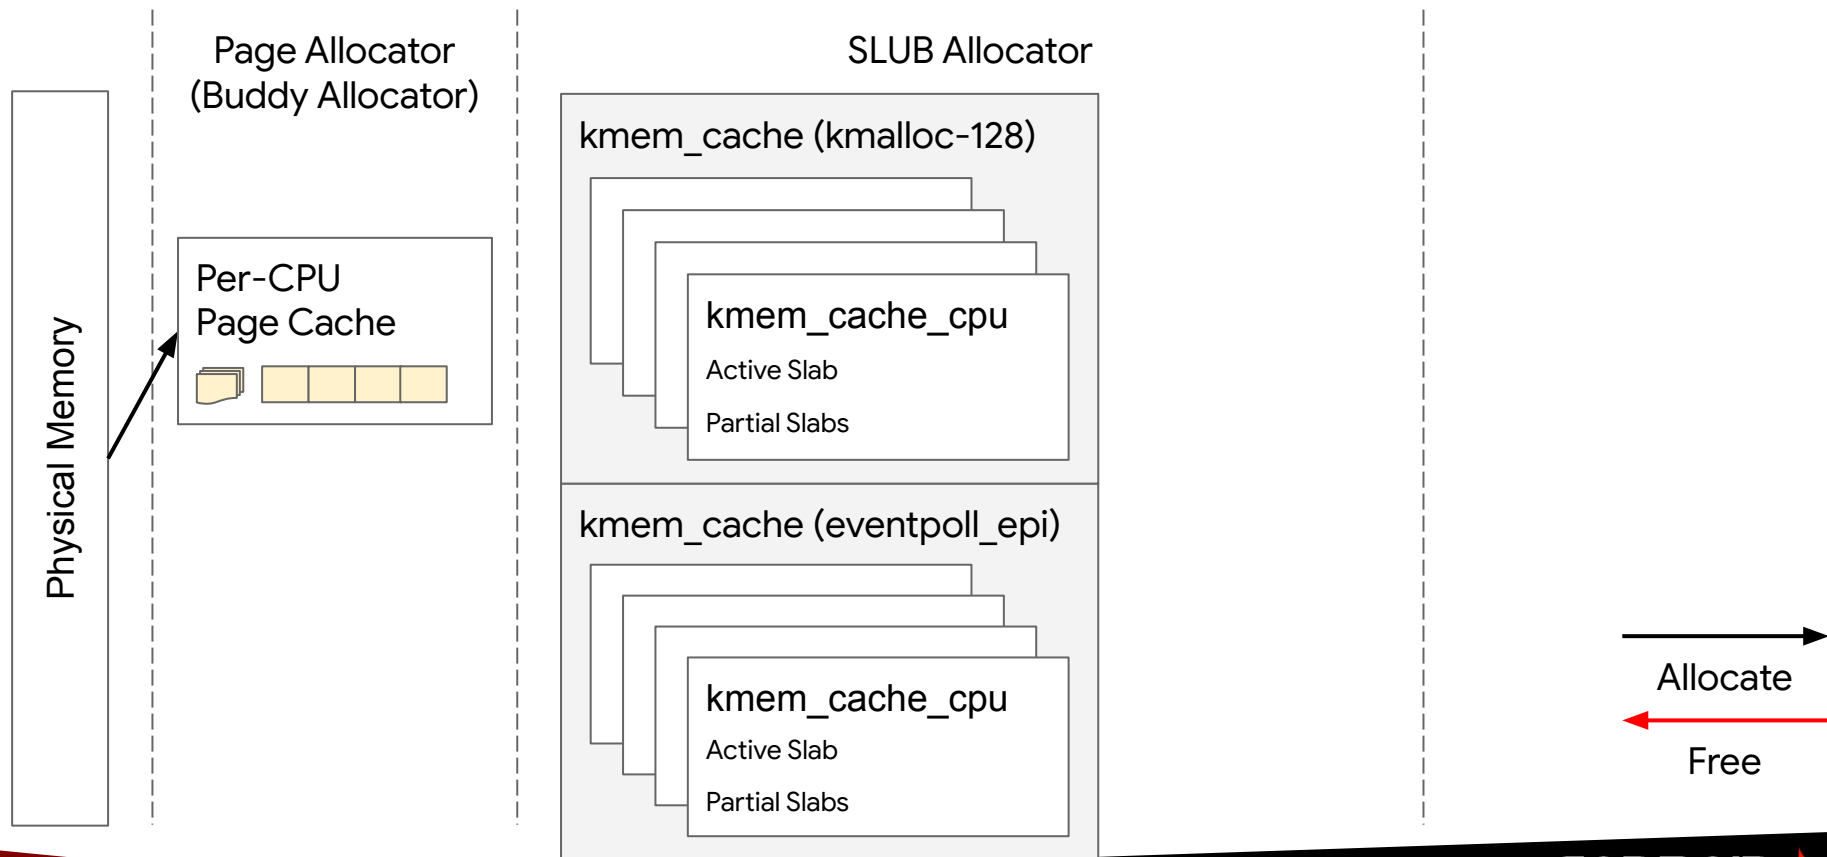 Page Allocator
(Buddy Allocator)
SLUB Allocator
Physical Memory
Per-CPU
Page Cache
kmem_cache (kmalloc-128)
kmem_cache_cpu
Active Slab
Partial Slabs
kmem_cache (eventpoll_epi)
kmem_cache_cpu
Active Slab
Partial Slabs
Allocate
Free